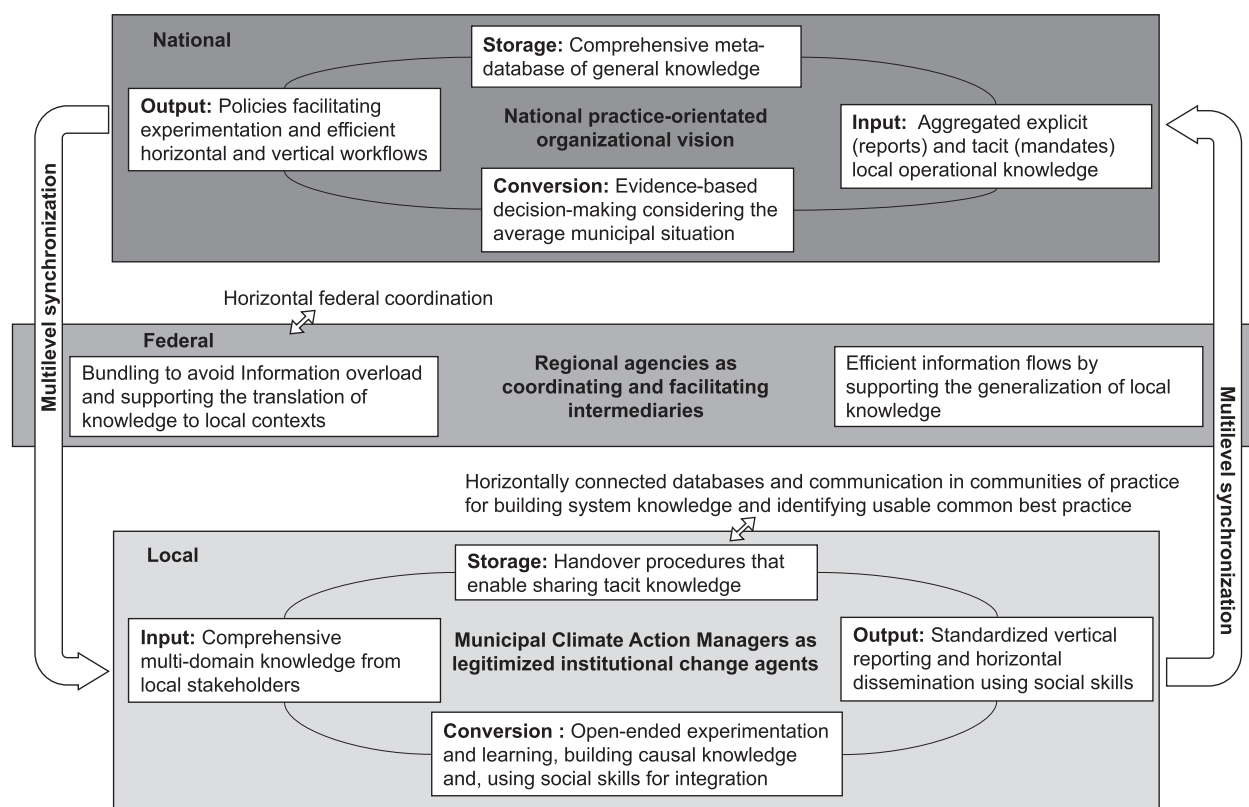 National
Storage: Comprehensive meta-
database of general knowledge
Output: Policies facilitating
experimentation and efficient
horizontal and vertical workflows
National practice-orientated
organizational vision
Input: Aggregated explicit
(reports) and tacit (mandates)
local operational knowledge
Conversion: Evidence-based
decision-making considering the
average municipal situation
Multilevel synchronization
Horizontal federal coordination
Federal
Bundling to avoid Information overload
and supporting the translation of
knowledge to local contexts
Regional agencies as
coordinating and facilitating
intermediaries
Efficient information flows by
supporting the generalization of local
knowledge
Multilevel synchronization
Horizontally connected databases and communication in communities of practice
for building system knowledge and identifying usable common best practice
Local
Storage: Handover procedures that
enable sharing tacit knowledge
Input: Comprehensive
multi-domain knowledge from
local stakeholders
Municipal Climate Action Managers as
legitimized institutional change agents
Output: Standardized vertical
reporting and horizontal
dissemination using social skills
Conversion : Open-ended experimentation
and learning, building causal knowledge
and, using social skills for integration